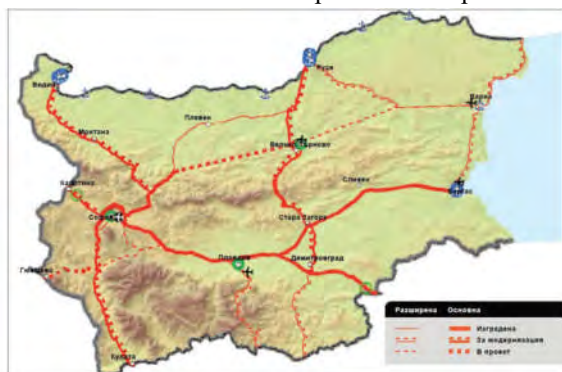 Русе
Видин
Варна
Плевен
Монтана
Велико Търново
Калотина
Сливен
Бургас
София
Стара Загора
Пловдив
Димитровград
Гюешево
Кулата
Разширена Основна
Изградена
За модернизация
В проект